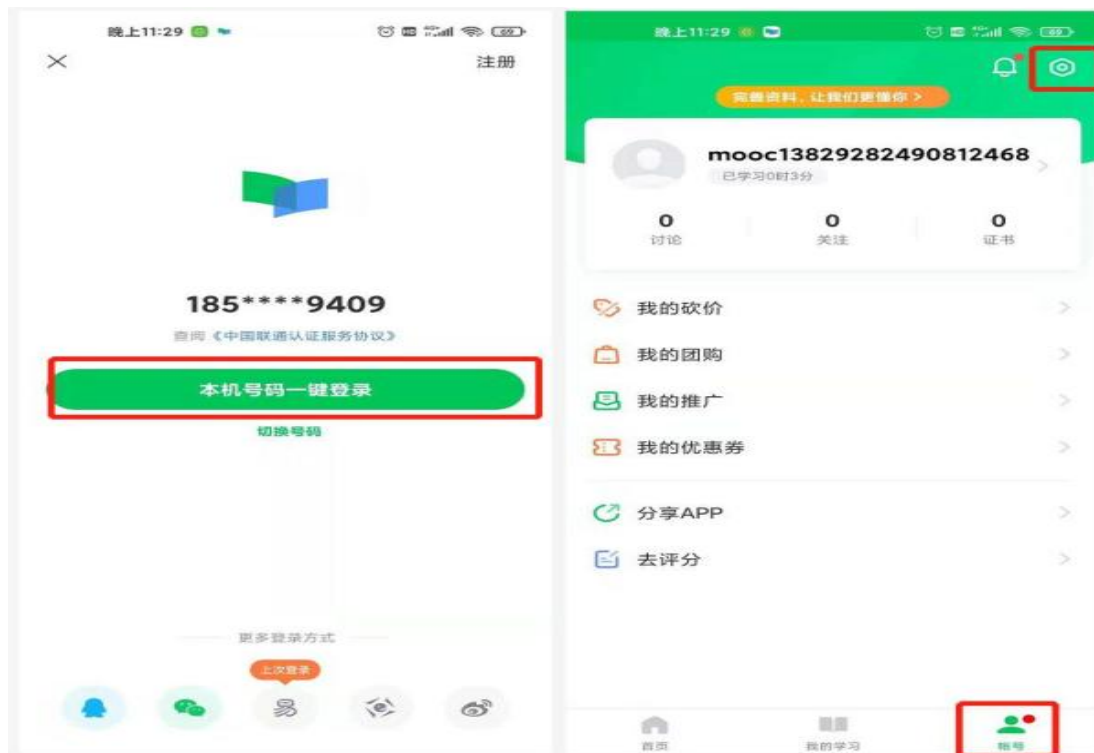 晚上11:29
注册
185****9409
查阅《中国联通认证服务协议》
本机号码一键登录
切换号码
更多登录方式
上次登录
易
晚上11:29
完善资料，让我们更懂你 >
mooc13829282490812468
已学习0时3分
0 0 0
讨论 关注 证书
我的砍价
我的团购
我的推广
我的优惠券
分享APP
去评分
首页 我的学习 帐号